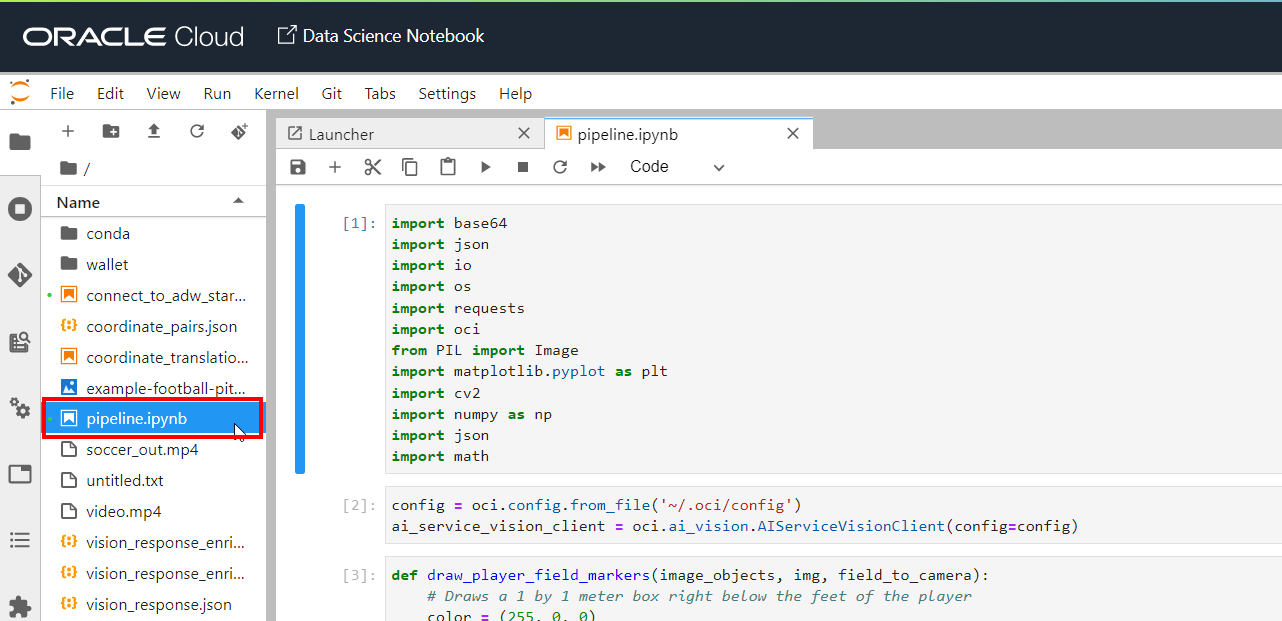 ORACLE Cloud Data Science Notebook
File Edit View Run Kernel Git Tabs Settings Help
Launcher
pipeline.ipynb
/
Code
Name
conda
wallet
connect_to_adw_star...
coordinate_pairs.json
coordinate_translatio...
example-football-pit...
pipeline.ipynb
soccer_out.mp4
untitled.txt
video.mp4
vision_response_enri...
vision_response_enri...
vision_response.json
[1]:
import base64
import json
import io
import os
import requests
import oci
from PIL import Image
import matplotlib.pyplot as plt
import cv2
import numpy as np
import json
import math
[2]:
config = oci.config.from_file('~/.oci/config')
ai_service_vision_client = oci.ai_vision.AIServiceVisionClient(config=config)
[3]:
def draw_player_field_markers(image_objects, img, field_to_camera):
# Draws a 1 by 1 meter box right below the feet of the player
color = (255, 0, 0)